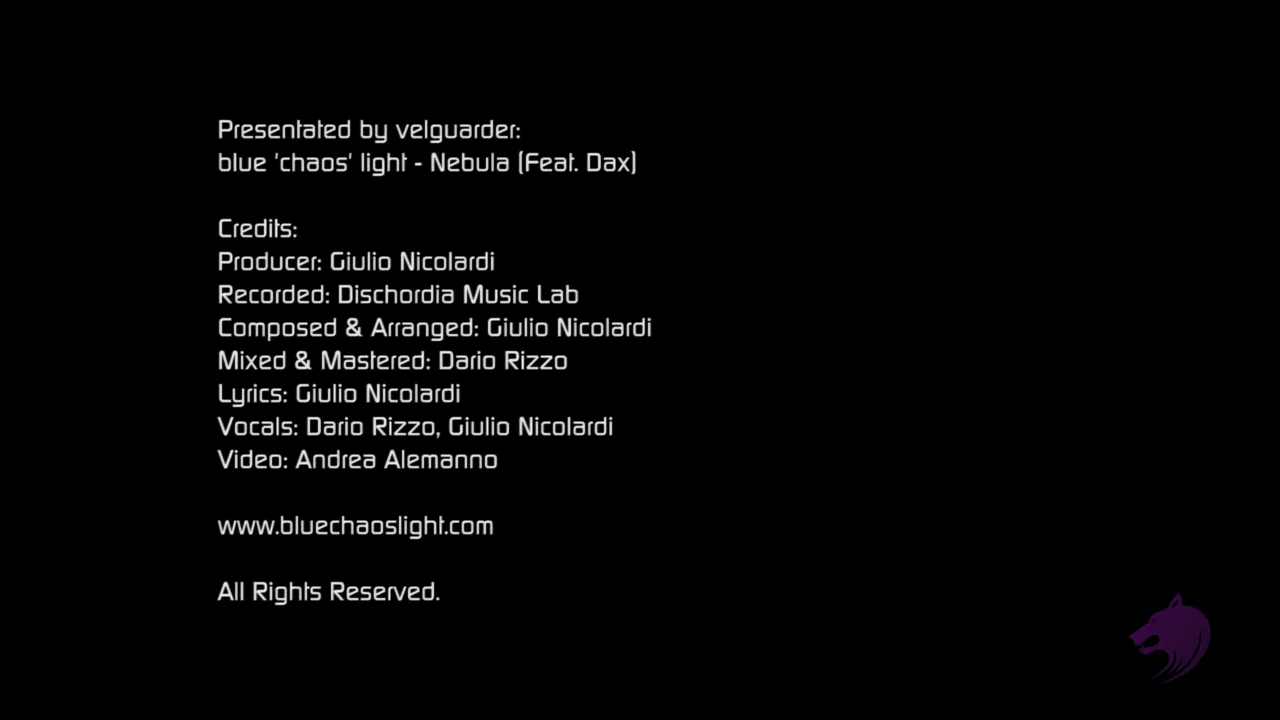 Presentated by velguarder:
blue 'chaos' light - Nebula (Feat. Dax)
Credits:
Producer: Giulio Nicolardi
Recorded: Dischordia Music Lab
Composed & Arranged: Giulio Nicolardi
Mixed & Mastered: Dario Rizzo
Lyrics: Giulio Nicolardi
Vocals: Dario Rizzo, Giulio Nicolardi
Video: Andrea Alemanno
www.bluechaoslight.com
All Rights Reserved.